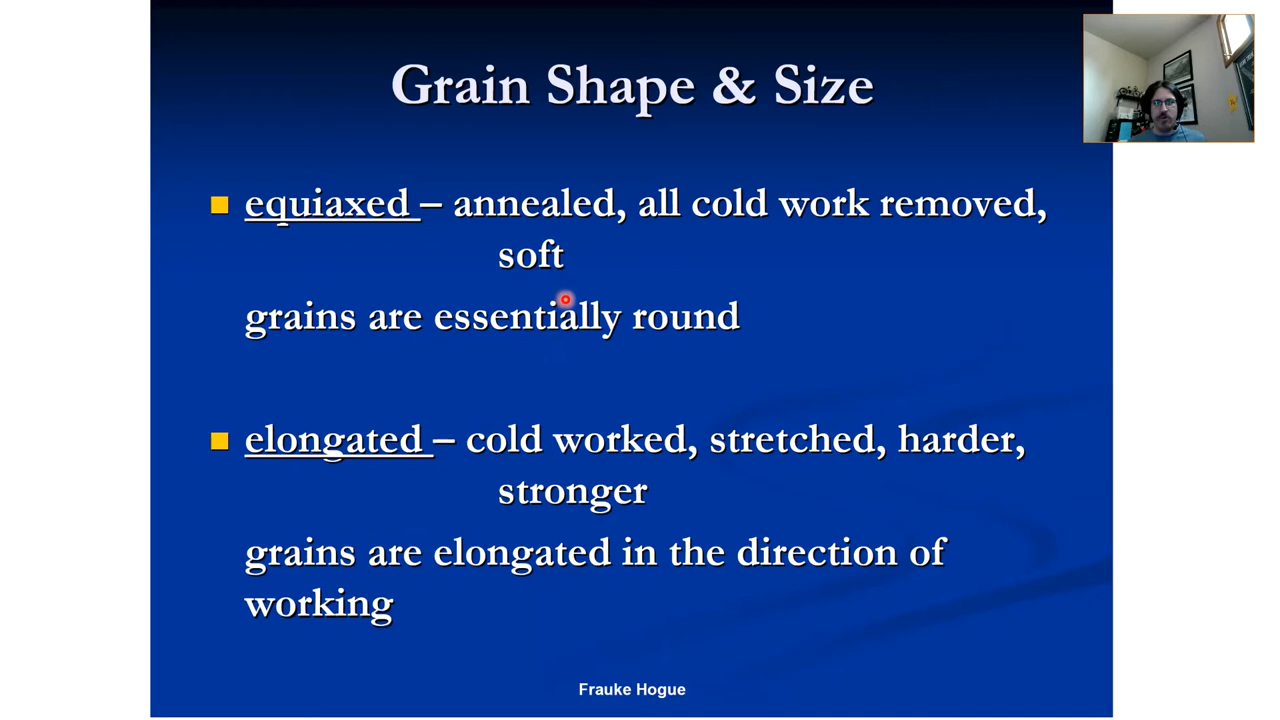 Grain Shape & Size
equiaxed – annealed, all cold work removed,
soft
grains are essentially round
elongated – cold worked, stretched, harder,
stronger
grains are elongated in the direction of
working
Frauke Hogue